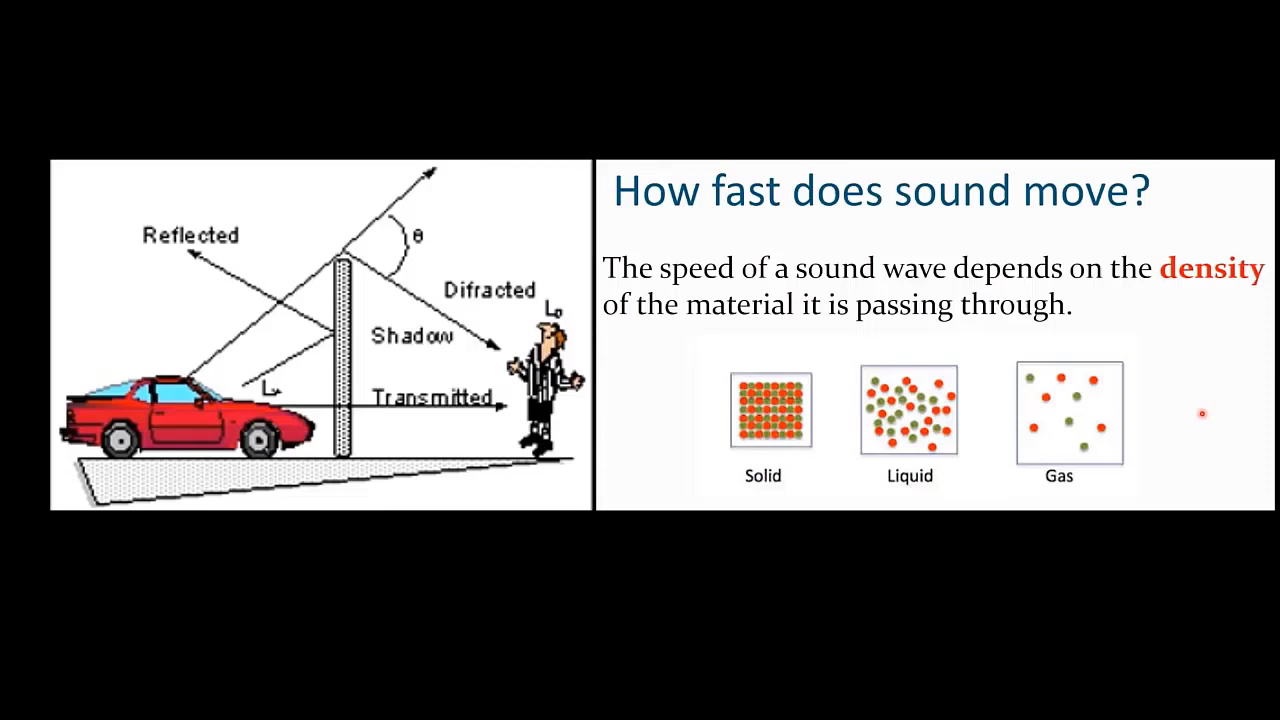 Reflected
θ
Difracted
Lo
Shadow
Transmitted
How fast does sound move?
The speed of a sound wave depends on the density
of the material it is passing through.
Solid
Liquid
Gas